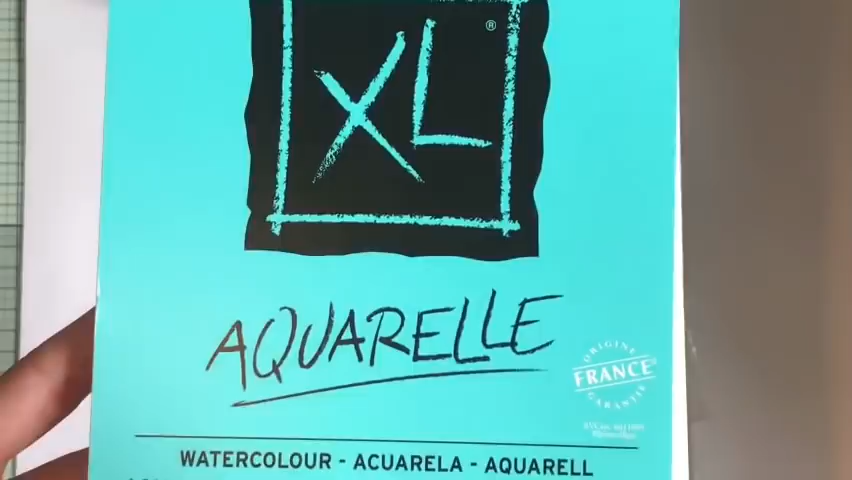 XL®
AQUARELLE
ORIGINE
FRANCE
GARANTIE
WATERCOLOUR - ACUARELA - AQUARELL